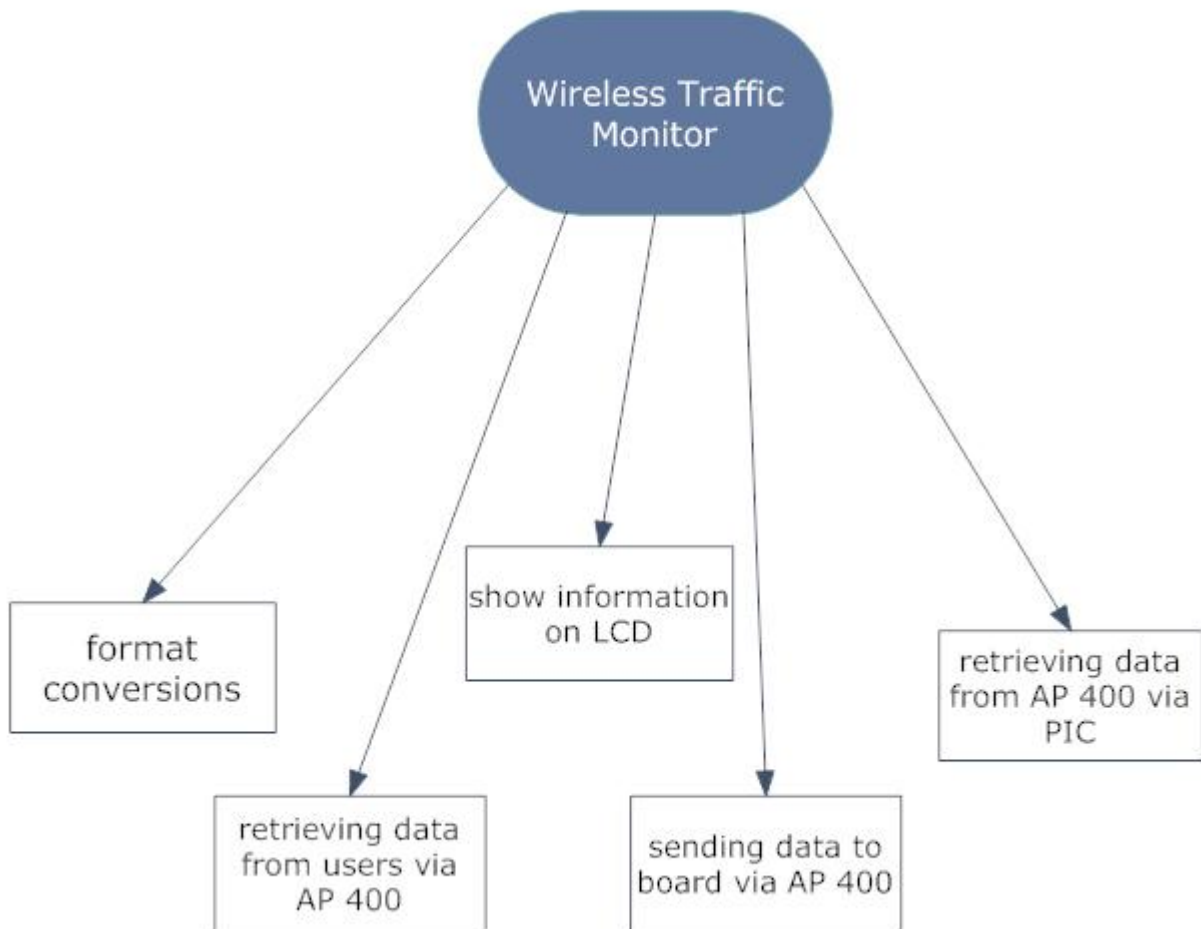 Wireless Traffic
Monitor
format
conversions
retrieving data
from users via
AP 400
show information
on LCD
sending data to
board via AP 400
retrieving data
from AP 400 via
PIC